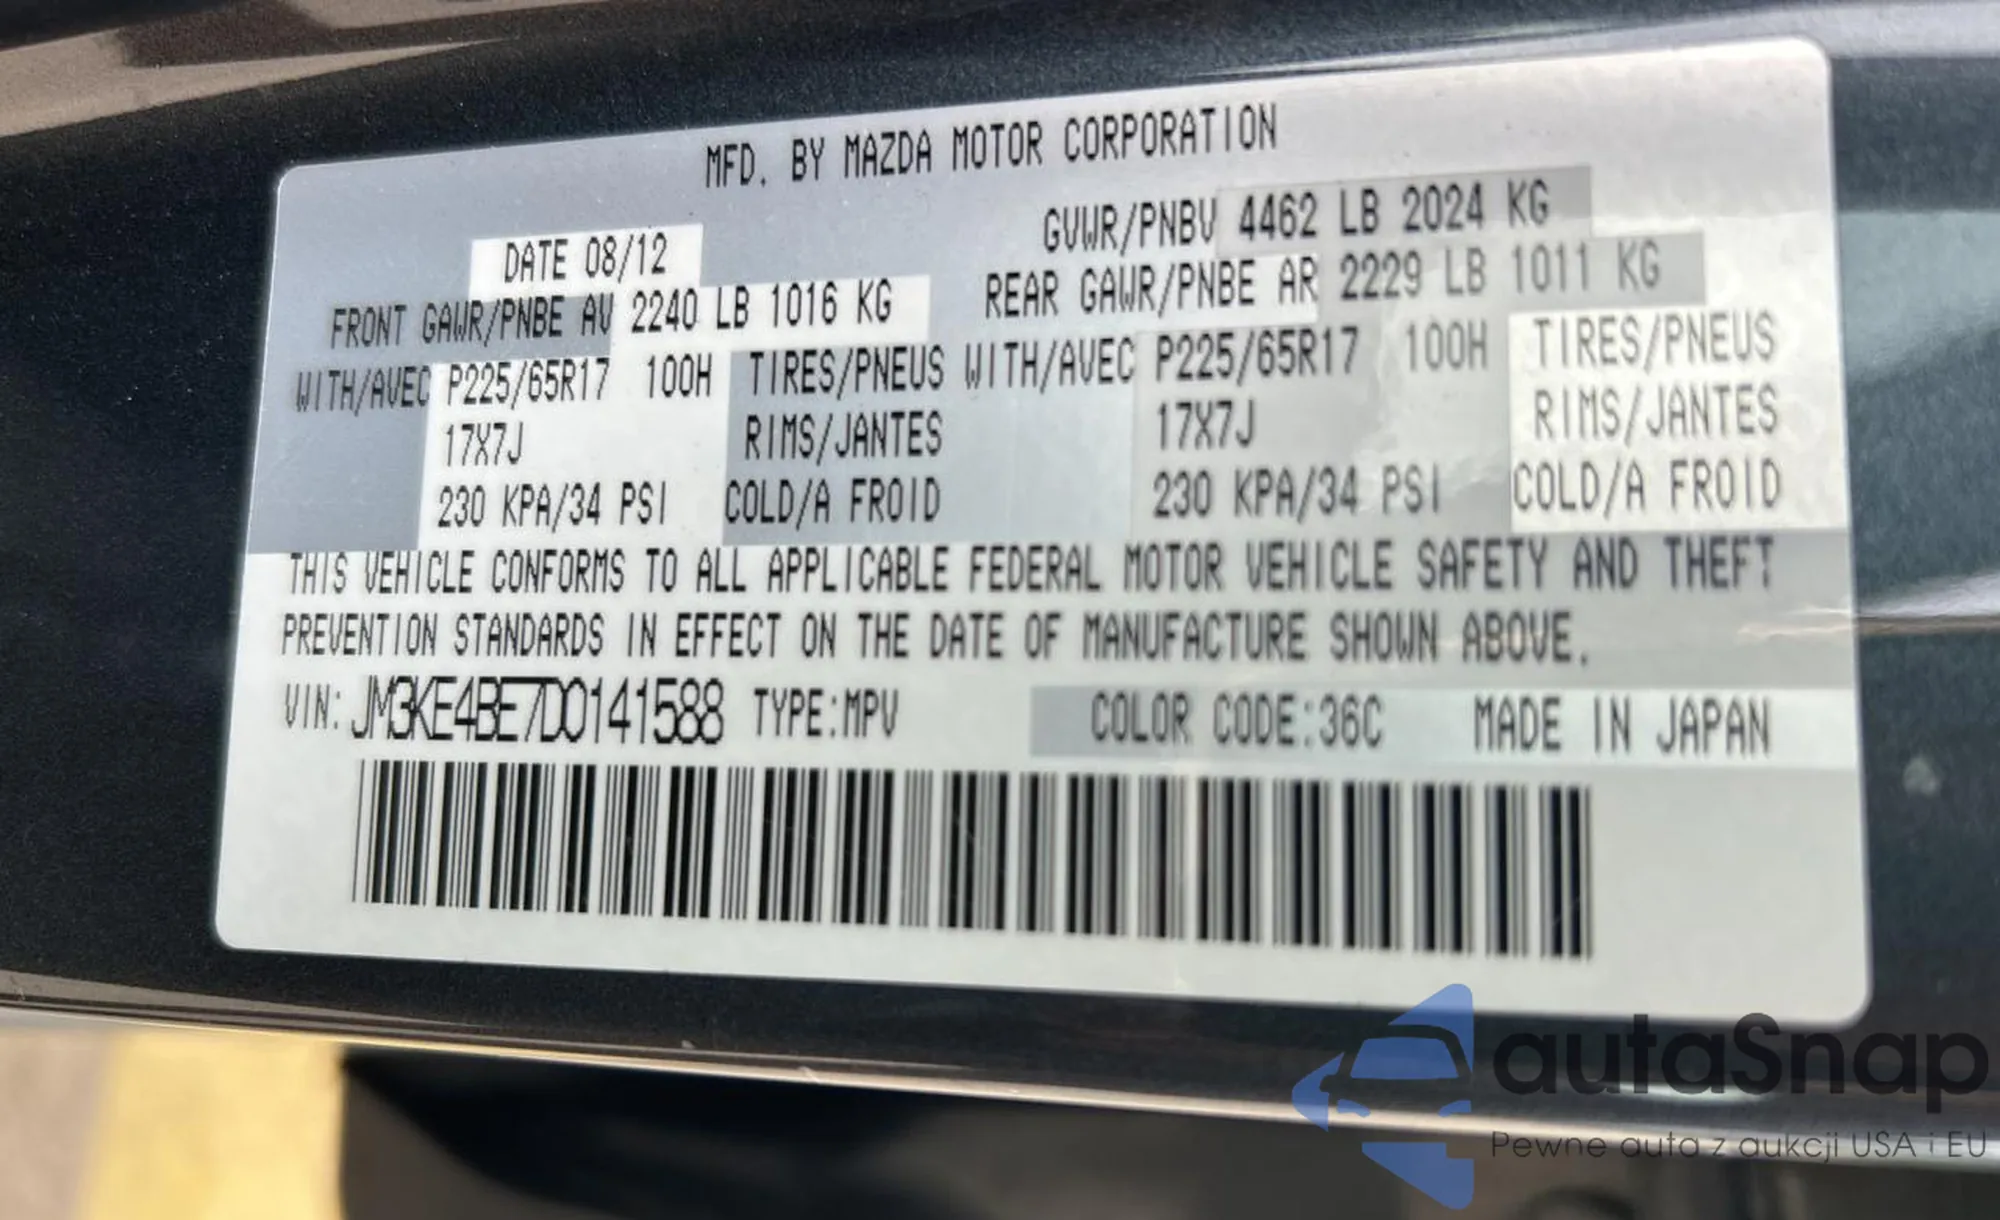 MFD. BY MAZDA MOTOR CORPORATION
DATE 08/12 GVWR/PNBV 4462 LB 2024 KG
FRONT GAWR/PNBE AV 2240 LB 1016 KG REAR GAWR/PNBE AR 2229 LB 1011 KG
WITH/AVEC P225/65R17 100H TIRES/PNEUS WITH/AVEC P225/65R17 100H TIRES/PNEUS
17X7J RIMS/JANTES 17X7J RIMS/JANTES
230 KPA/34 PSI COLD/A FROID 230 KPA/34 PSI COLD/A FROID
THIS VEHICLE CONFORMS TO ALL APPLICABLE FEDERAL MOTOR VEHICLE SAFETY AND THEFT
PREVENTION STANDARDS IN EFFECT ON THE DATE OF MANUFACTURE SHOWN ABOVE.
VIN: JM3KE4BE7D0141588 TYPE:MPV COLOR CODE:36C MADE IN JAPAN
autaSnap
Pewne auta z aukcji USA i EU